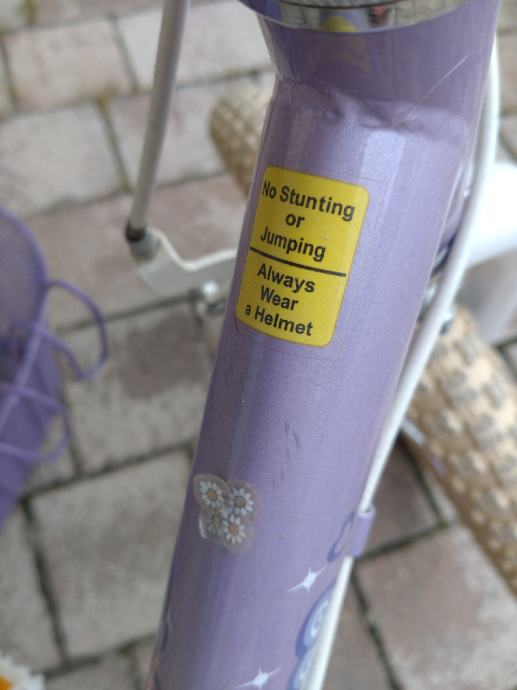 No Stunting
or
Jumping
Always
Wear
a Helmet